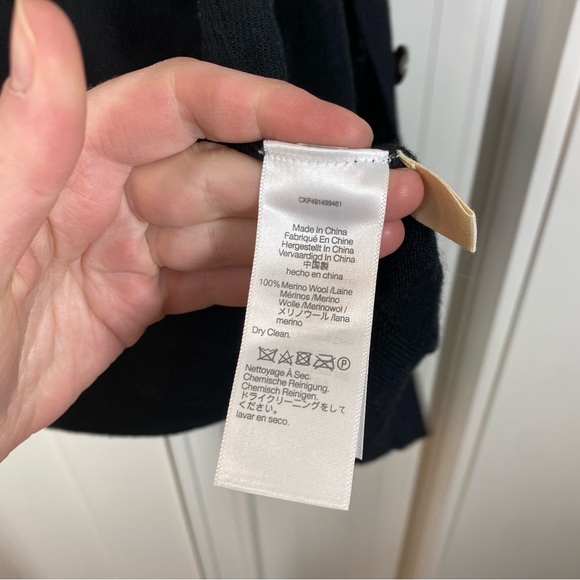 CKP491499461
Made in China
Fabriqué En Chine
Hergestellt In China
Vervaardigd In China
中国製
hecho en china
100% Merino Wool /Laine
Mérinos /Merino
Wolle /Merinowol /
メリノウール /lana
merino
Dry Clean.
P
Nettoyage À Sec.
Chemische Reinigung.
Chemisch Reinigen.
ドライクリーニングをして
ください。
lavar en seco.